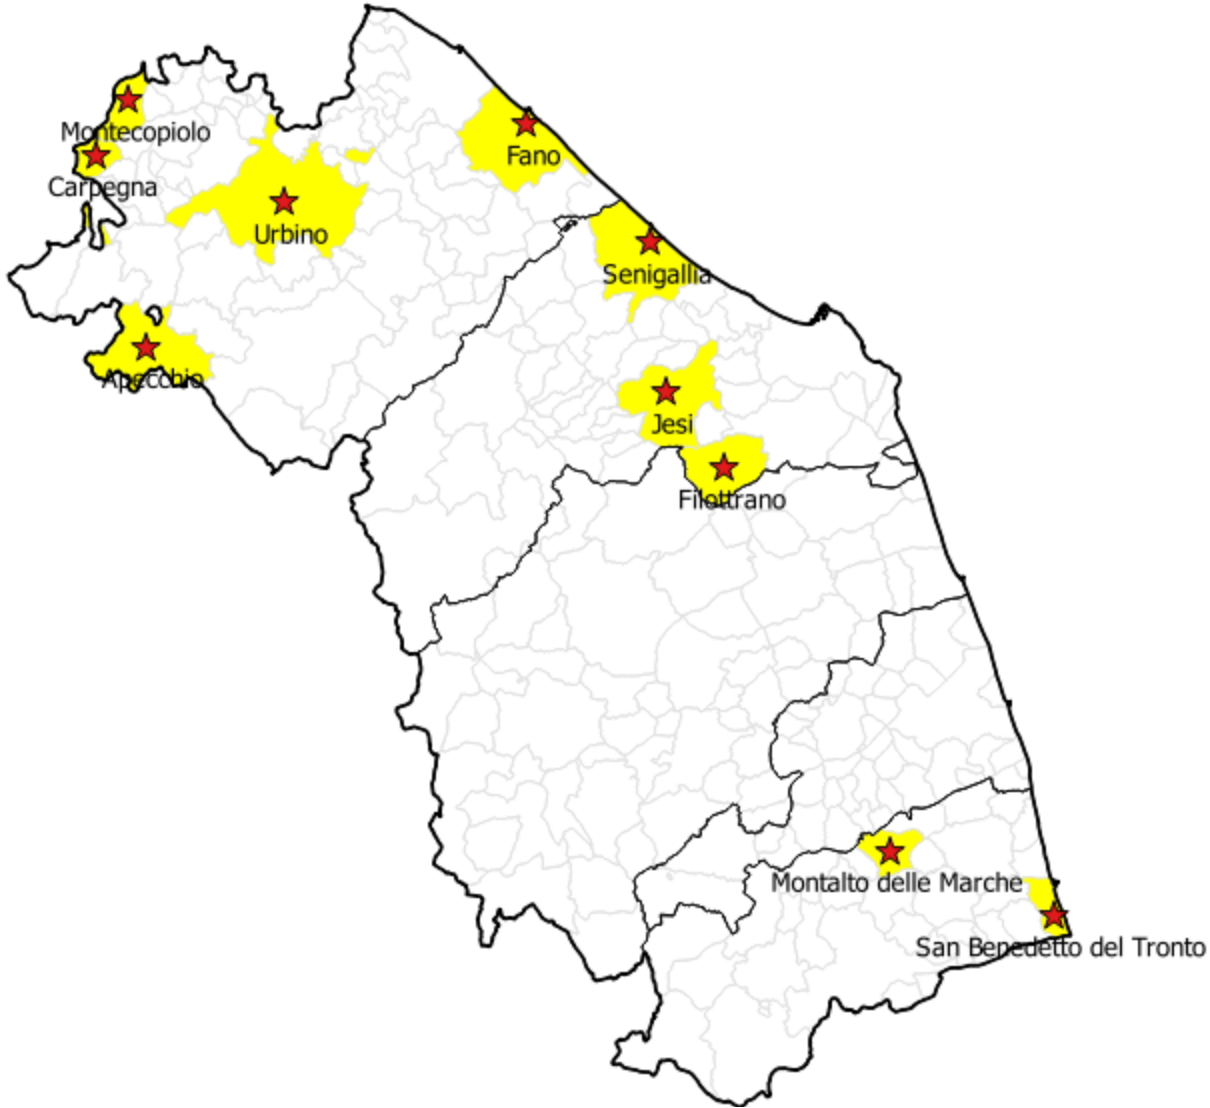 Montecopiolo
Fano
Carpegna
Urbino
Senigallia
Apecchio
Jesi
Filottrano
Montalto delle Marche
San Benedetto del Tronto